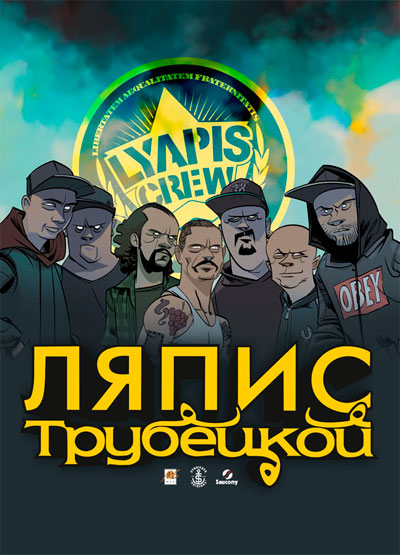 LIBERTATEM AEQUALITATEM FRATERNITATIS
LYAPIS
CREW
OBEY
ЛЯПИС
Трубецкой
Saucony